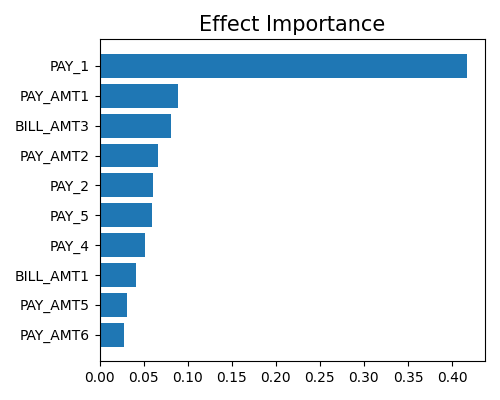 Effect Importance
PAY_1
PAY_AMT1
BILL_AMT3
PAY_AMT2
PAY_2
PAY_5
PAY_4
BILL_AMT1
PAY_AMT5
PAY_AMT6
0.00 0.05 0.10 0.15 0.20 0.25 0.30 0.35 0.40